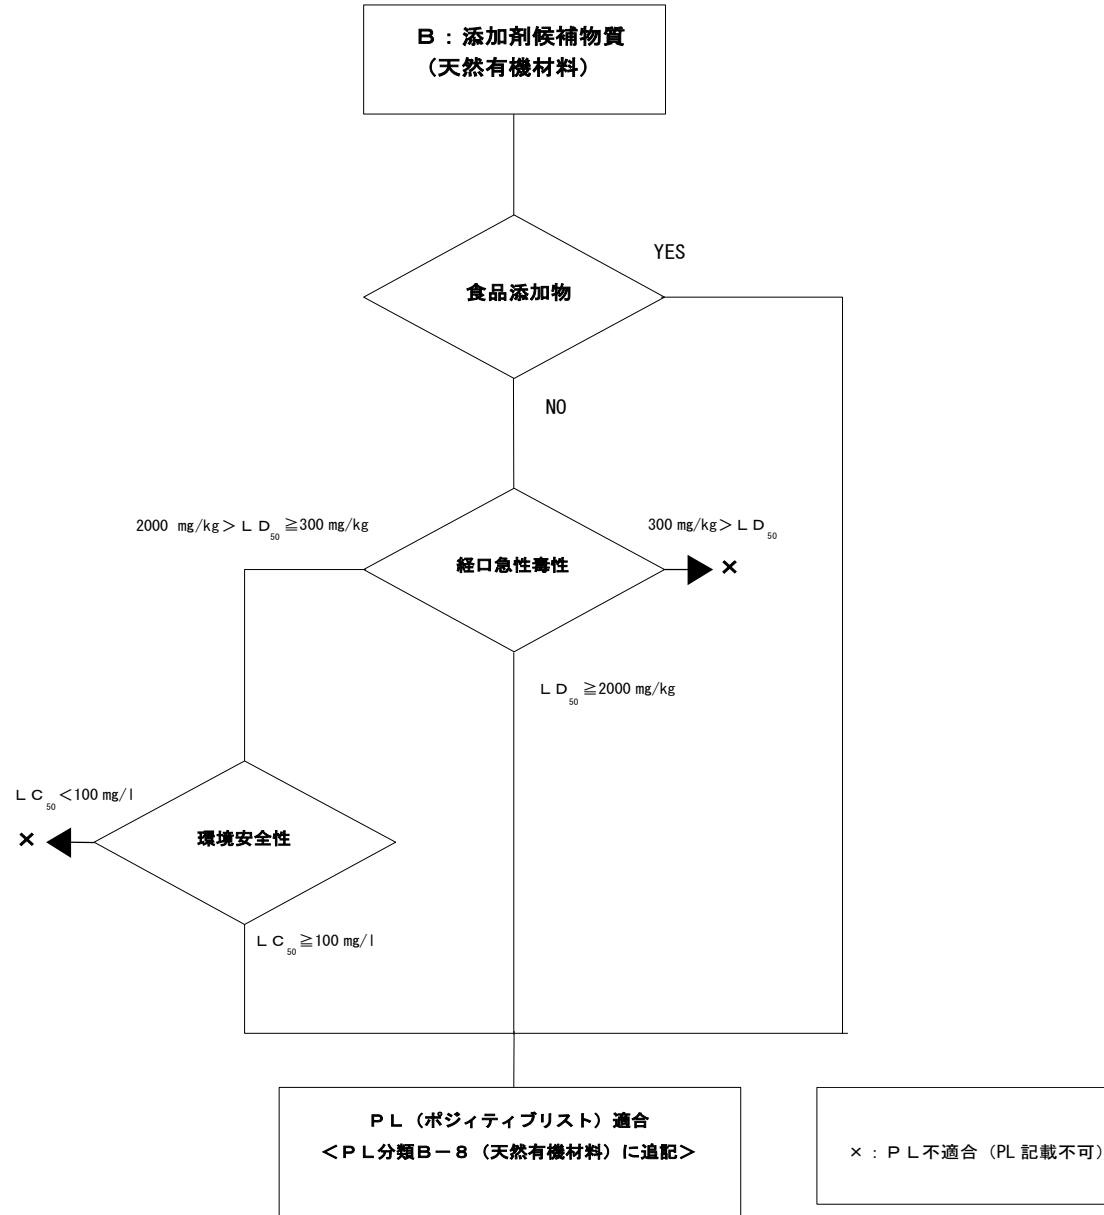 B：添加剤候補物質
（天然有機材料）
YES
食品添加物
NO
2000 mg/kg＞ＬＤ50≧300 mg/kg
300 mg/kg＞ＬＤ50
経口急性毒性
×
ＬＤ50≧2000 mg/kg
ＬＣ50＜100 mg/l
×
環境安全性
ＬＣ50≧100 mg/l
ＰＬ（ポジィティブリスト）適合
＜ＰＬ分類Ｂ－８（天然有機材料）に追記＞
×：ＰＬ不適合（PL 記載不可）